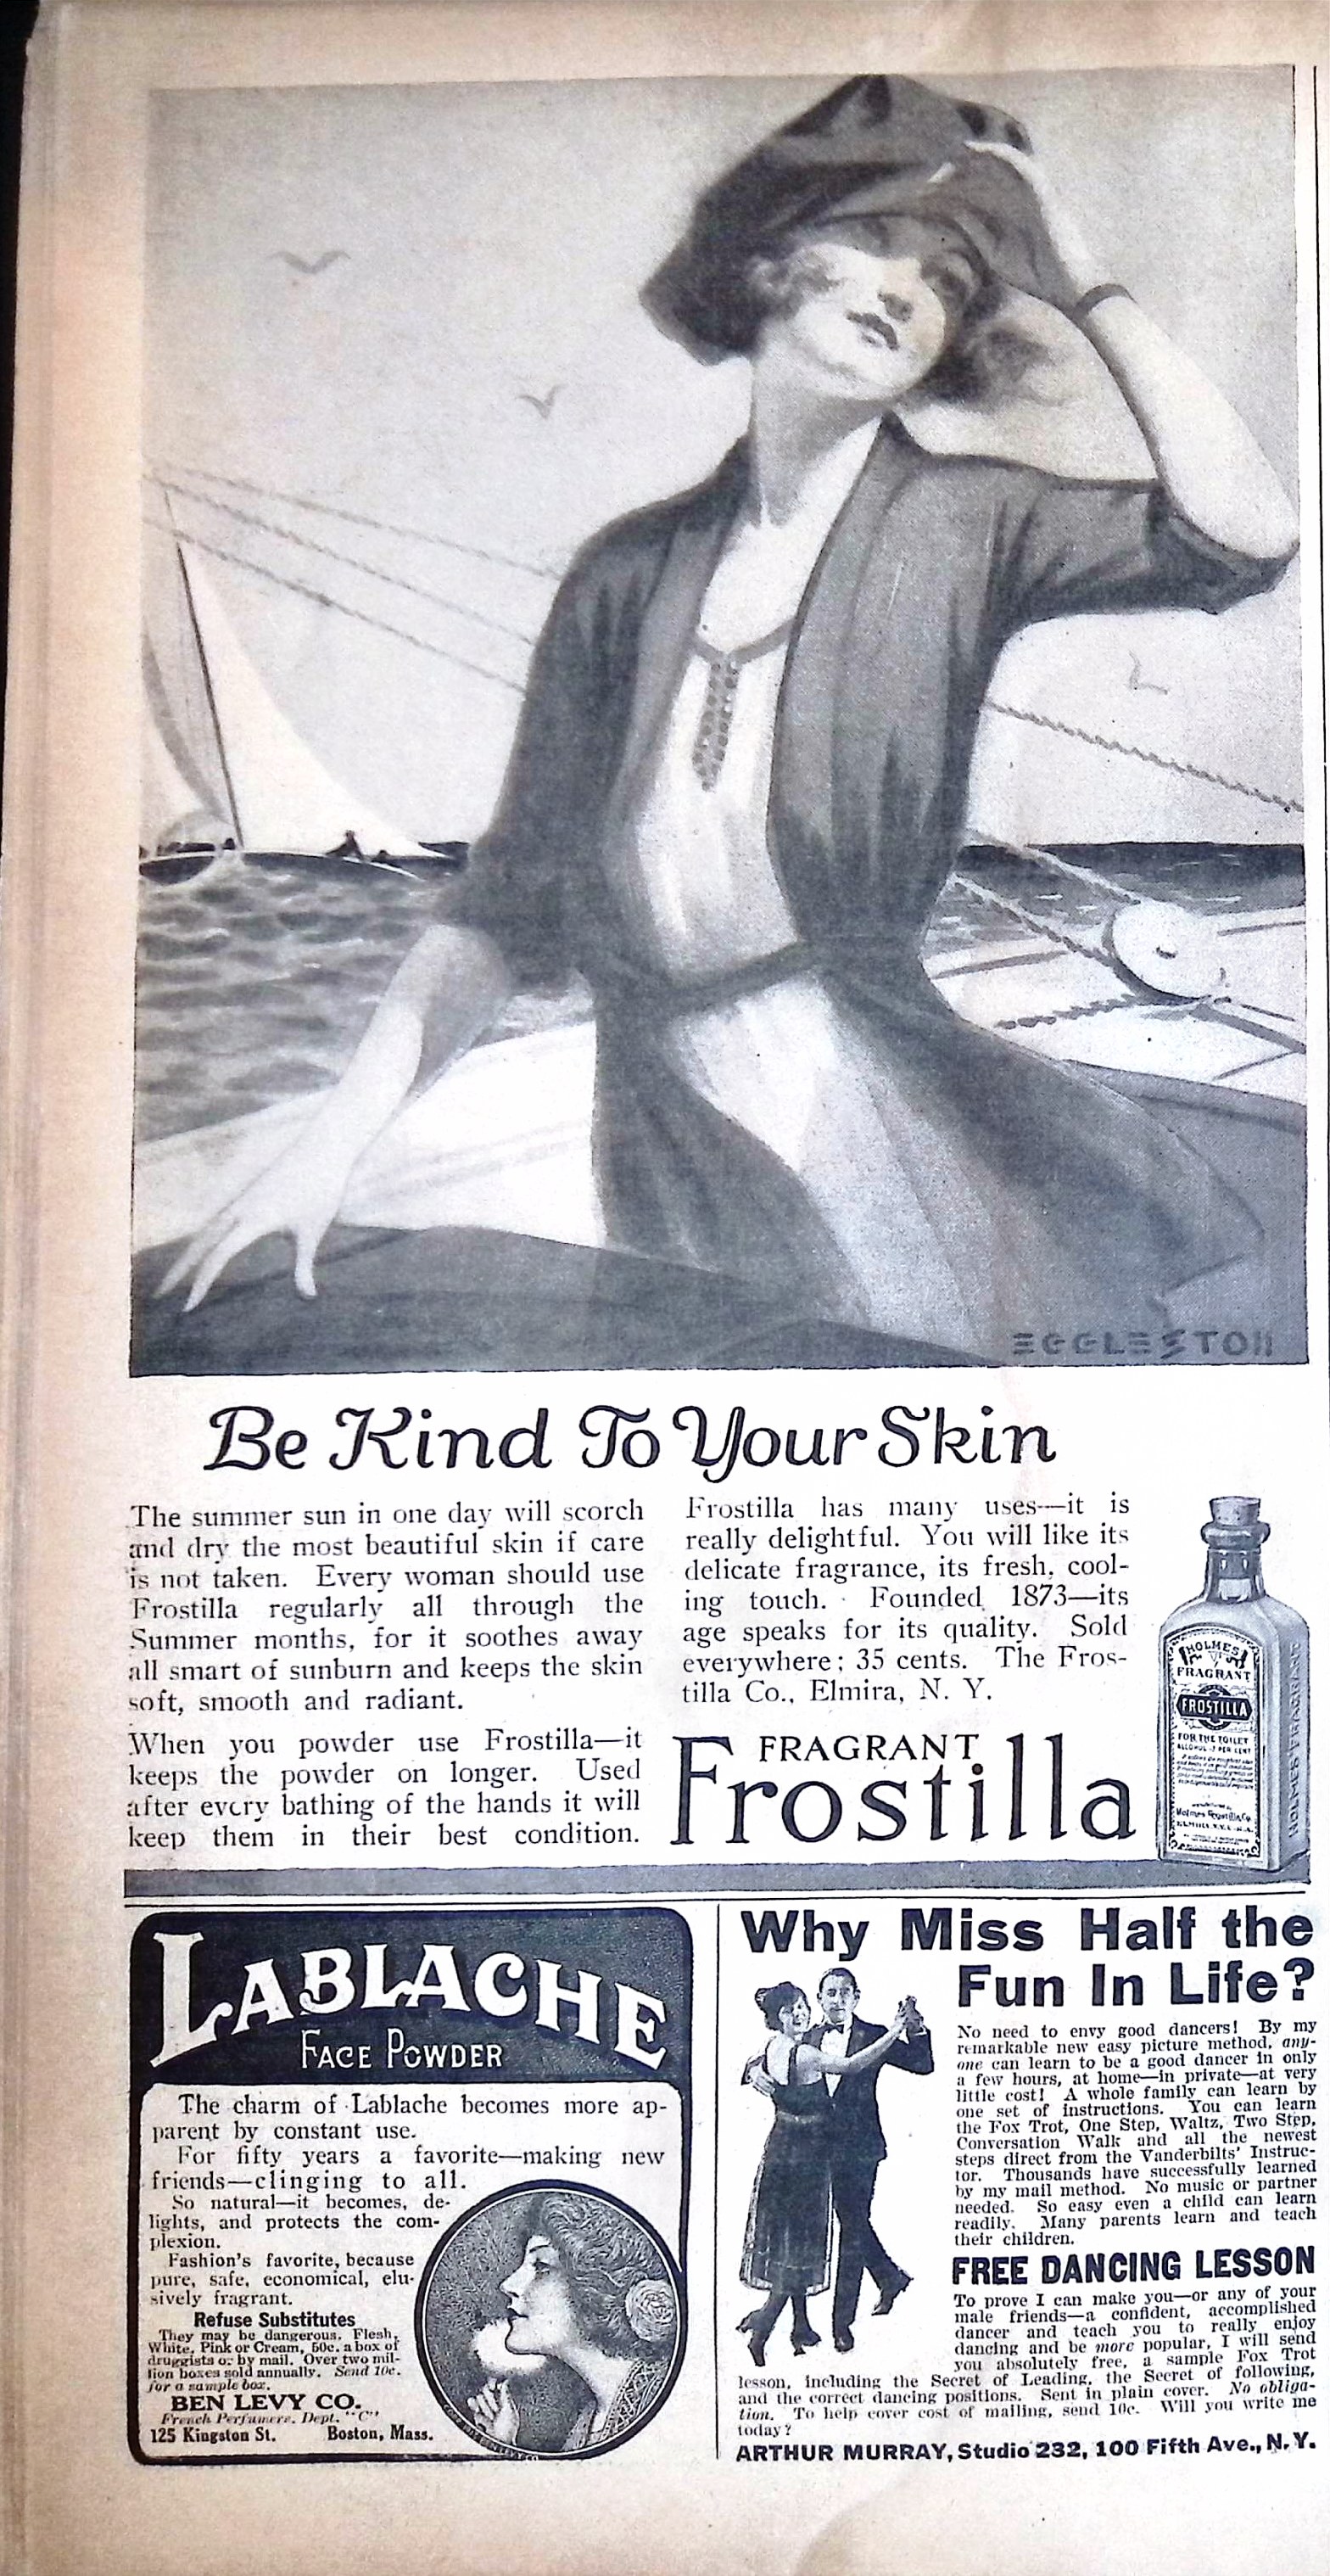 EGGLESTON
Be Kind To Your Skin
The summer sun in one day will scorch
and dry the most beautiful skin if care
is not taken. Every woman should use
Frostilla regularly all through the
Summer months, for it soothes away
all smart of sunburn and keeps the skin
soft, smooth and radiant.
When you powder use Frostilla—it
keeps the powder on longer. Used
after every bathing of the hands it will
keep them in their best condition.
Frostilla has many uses—it is
really delightful. You will like its
delicate fragrance, its fresh, cool-
ing touch. Founded 1873—its
age speaks for its quality. Sold
everywhere; 35 cents. The Fros-
tilla Co., Elmira, N. Y.
FRAGRANT
Frostilla
HOLMES'
FRAGRANT
FROSTILLA
FOR THE TOILET
ALCOHOL 7 PER CENT
Holmes Frostilla Co.
ELMIRA, N.Y. U.S.A.
HOLMES' FRAGRANT
LABLACHE
FACE POWDER
The charm of Lablache becomes more ap-
parent by constant use.
For fifty years a favorite—making new
friends—clinging to all.
So natural—it becomes, de-
lights, and protects the com-
plexion.
Fashion's favorite, because
pure, safe, economical, elu-
sively fragrant.
Refuse Substitutes
They may be dangerous. Flesh,
White, Pink or Cream, 50c. a box of
druggists or by mail. Over two mil-
lion boxes sold annually. Send 10c.
for a sample box.
BEN LEVY CO.
French Perfumers, Dept. "C"
125 Kingston St. Boston, Mass.
Why Miss Half the
Fun In Life?
No need to envy good dancers! By my
remarkable new easy picture method, any-
one can learn to be a good dancer in only
a few hours, at home—in private—at very
little cost! A whole family can learn by
one set of instructions. You can learn
the Fox Trot, One Step, Waltz, Two Step,
Conversation Walk and all the newest
steps direct from the Vanderbilts' Instruc-
tor. Thousands have successfully learned
by my mail method. No music or partner
needed. So easy even a child can learn
readily. Many parents learn and teach
their children.
FREE DANCING LESSON
To prove I can make you—or any of your
male friends—a confident, accomplished
dancer and teach you to really enjoy
dancing and be more popular, I will send
you absolutely free, a sample Fox Trot
lesson, including the Secret of Leading, the Secret of following,
and the correct dancing positions. Sent in plain cover. No obliga-
tion. To help cover cost of mailing, send 10c. Will you write me
today?
ARTHUR MURRAY, Studio 232, 100 Fifth Ave., N. Y.